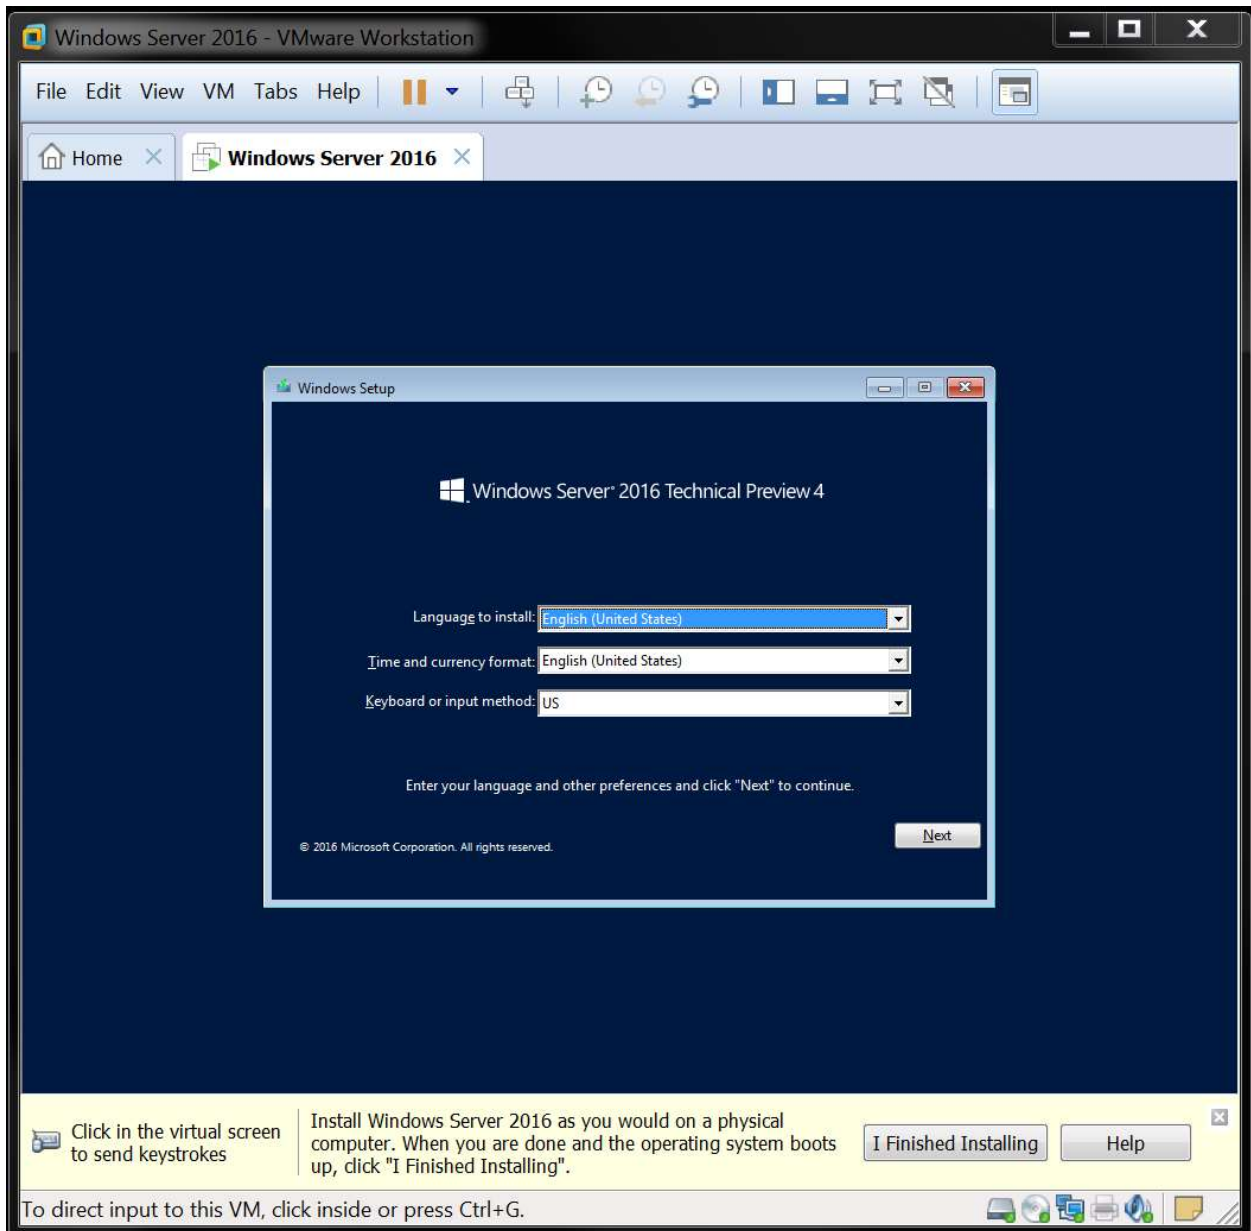 Windows Server 2016 - VMware Workstation
File Edit View VM Tabs Help
Home
Windows Server 2016
Windows Setup
Windows Server® 2016 Technical Preview 4
Language to install: English (United States)
Time and currency format: English (United States)
Keyboard or input method: US
Enter your language and other preferences and click "Next" to continue.
Next
© 2016 Microsoft Corporation. All rights reserved.
Click in the virtual screen
to send keystrokes
Install Windows Server 2016 as you would on a physical
computer. When you are done and the operating system boots
up, click "I Finished Installing".
I Finished Installing
Help
To direct input to this VM, click inside or press Ctrl+G.